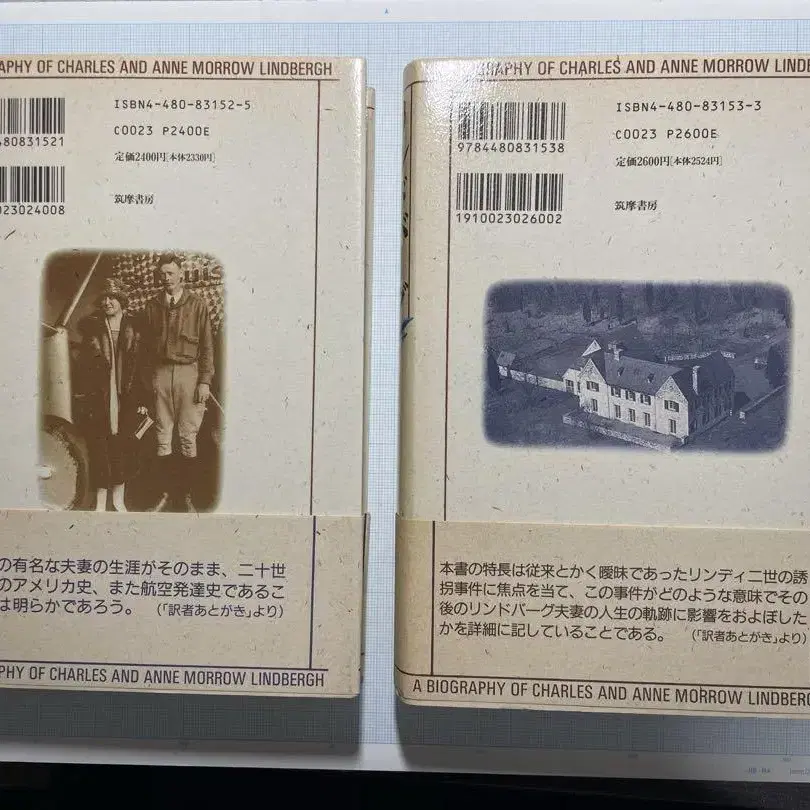 APHY OF CHARLES AND ANNE MORROW LINDBERGH
ISBN4-480-83152-5
480831521
C0023 P2400E
定価2400円[本体2330円]
023024008
筑摩書房
の有名な夫妻の生涯がそのまま、二十世
のアメリカ史、また航空発達史であるこ
は明らかであろう。 (「訳者あとがき」より)
PHY OF CHARLES AND ANNE MORROW LINDBERGH
GRAPHY OF CHARLES AND ANNE MORROW LINDBE
ISBN4-480-83153-3
9784480831538
C0023 P2600E
定価2600円[本体2524円]
1910023026002
筑摩書房
本書の特長は従来とかく曖昧であったリンディ二世の誘
拐事件に焦点を当て、この事件がどのような意味でその
後のリンドバーグ夫妻の人生の軌跡に影響をおよぼした
かを詳細に記していることである。 (「訳者あとがき」より)
A BIOGRAPHY OF CHARLES AND ANNE MORROW LINDBERG